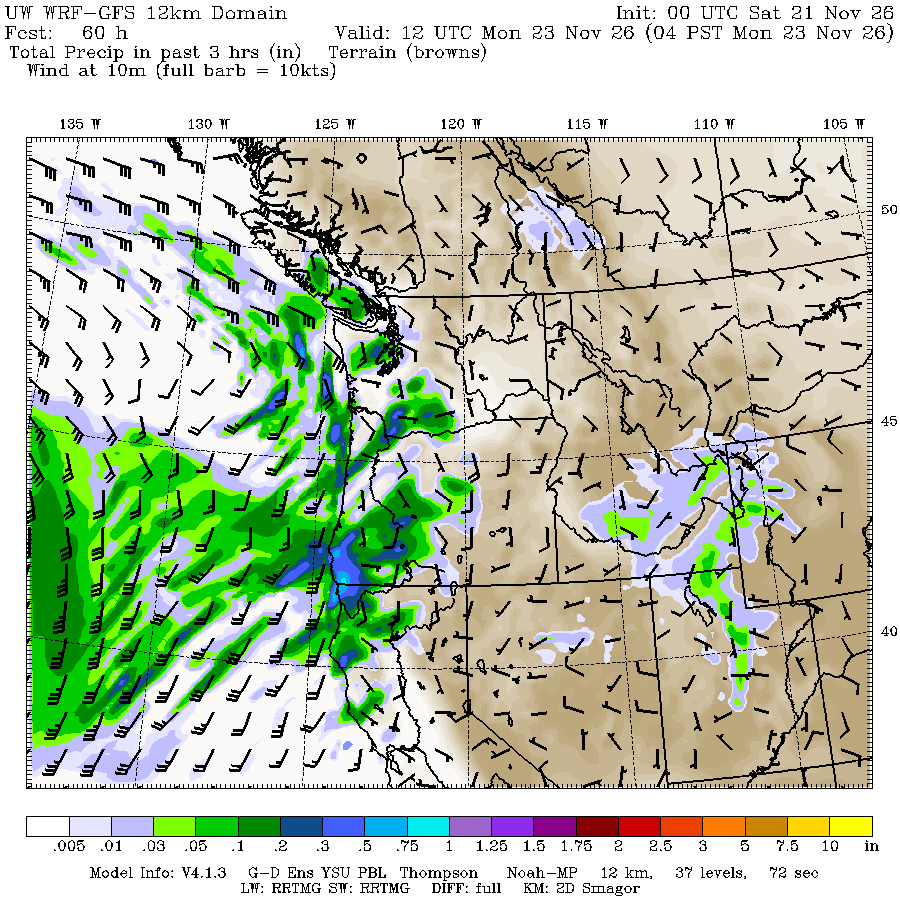 UW WRF-GFS 12km Domain Init: 00 UTC Sat 21 Nov 26
Fcst: 60 h Valid: 12 UTC Mon 23 Nov 26 (04 PST Mon 23 Nov 26)
Total Precip in past 3 hrs (in) Terrain (browns)
Wind at 10m (full barb = 10kts)
135 W 130 W 125 W 120 W 115 W 110 W 105 W
50
45
40
.005 .01 .03 .05 .1 .2 .3 .5 .75 1 1.25 1.5 1.75 2 2.5 3 5 7.5 10 in
Model Info: V4.1.3 G-D Ens YSU PBL Thompson Noah-MP 12 km, 37 levels, 72 sec
LW: RRTMG SW: RRTMG DIFF: full KM: 2D Smagor